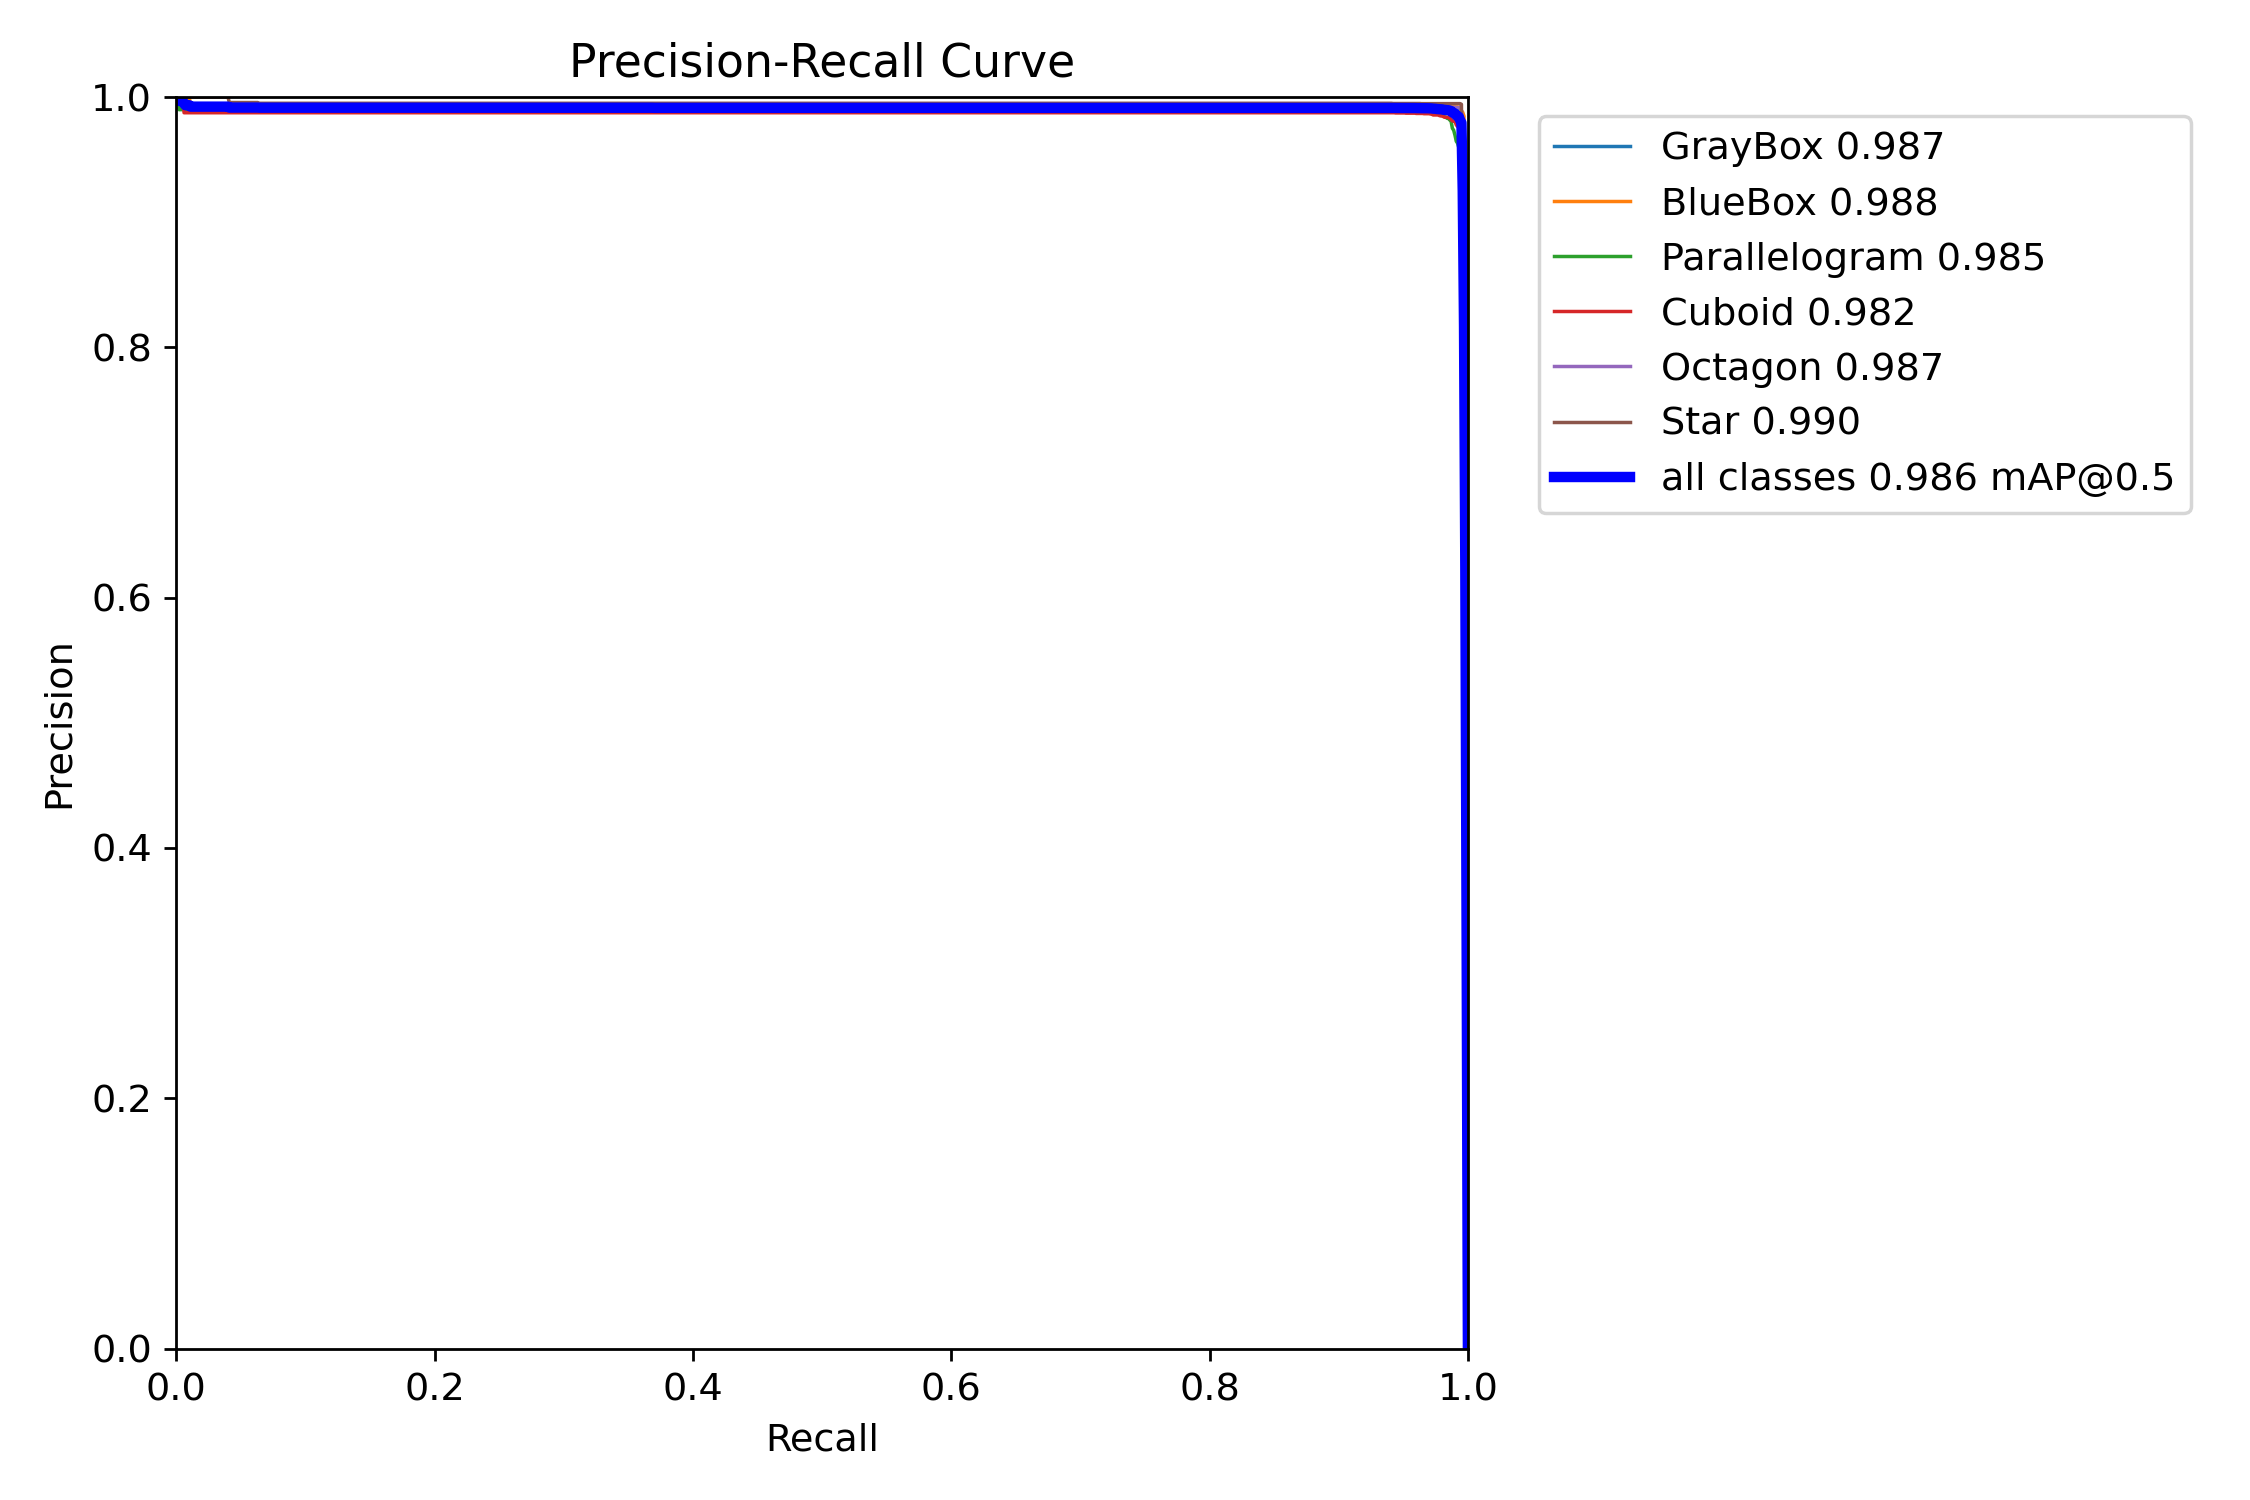 Precision-Recall Curve
1.0
0.8
0.6
0.4
0.2
0.0
Precision
0.0 0.2 0.4 0.6 0.8 1.0
Recall
GrayBox 0.987
BlueBox 0.988
Parallelogram 0.985
Cuboid 0.982
Octagon 0.987
Star 0.990
all classes 0.986 mAP@0.5